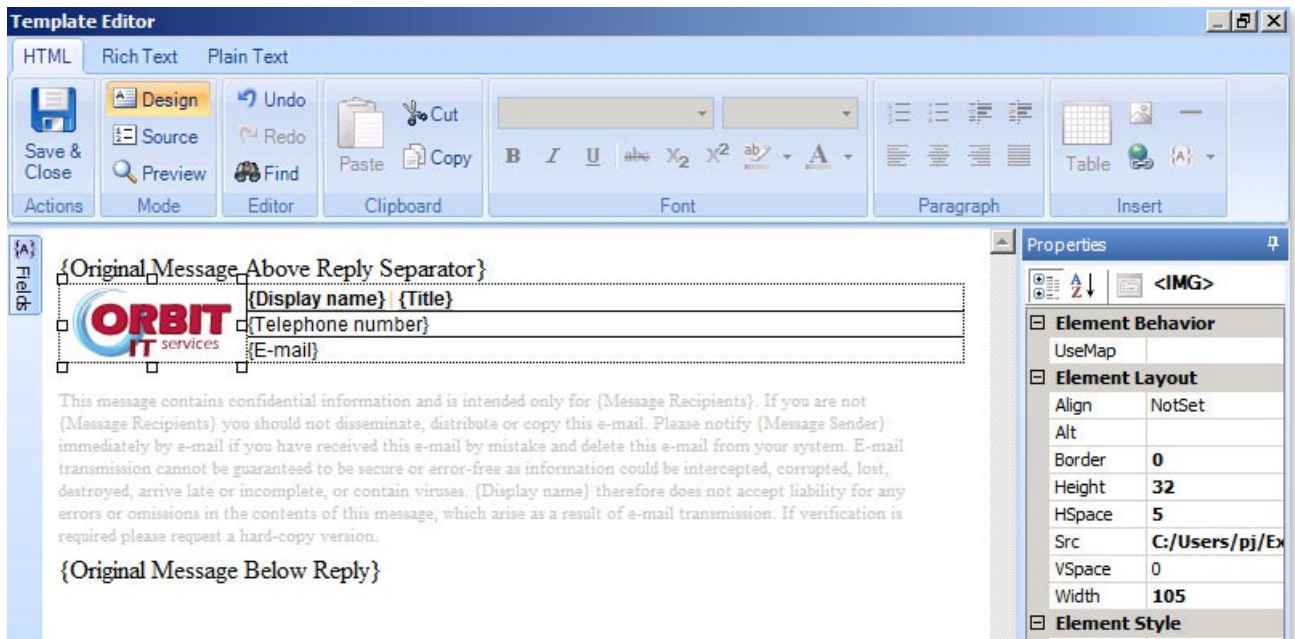 Template Editor
HTML Rich Text Plain Text
Save & Close
Design
Source
Preview
Undo
Redo
Find
Paste
Cut
Copy
B I U abc X2 X2 ab A
Table
{A}
Actions Mode Editor Clipboard Font Paragraph Insert
{A} Fields
{Original Message Above Reply Separator}
ORBIT
IT services
{Display name} | {Title}
{Telephone number}
{E-mail}
This message contains confidential information and is intended only for {Message Recipients}. If you are not
{Message Recipients} you should not disseminate, distribute or copy this e-mail. Please notify {Message Sender}
immediately by e-mail if you have received this e-mail by mistake and delete this e-mail from your system. E-mail
transmission cannot be guaranteed to be secure or error-free as information could be intercepted, corrupted, lost,
destroyed, arrive late or incomplete, or contain viruses. {Display name} therefore does not accept liability for any
errors or omissions in the contents of this message, which arise as a result of e-mail transmission. If verification is
required please request a hard-copy version.
{Original Message Below Reply}
Properties
A Z <IMG>
Element Behavior
UseMap
Element Layout
Align NotSet
Alt
Border 0
Height 32
HSpace 5
Src C:/Users/pj/Ex
VSpace 0
Width 105
Element Style